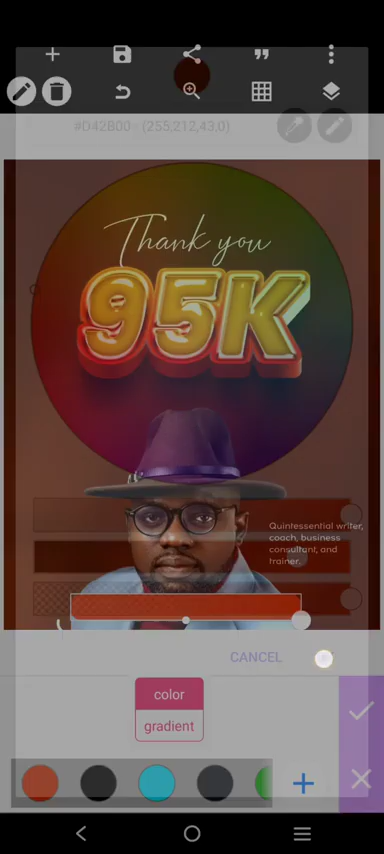 #D42B00
(255,212,43,0)
Thank you
95K
Quintessential writer,
coach, business
consultant, and
trainer.
CANCEL
color
gradient